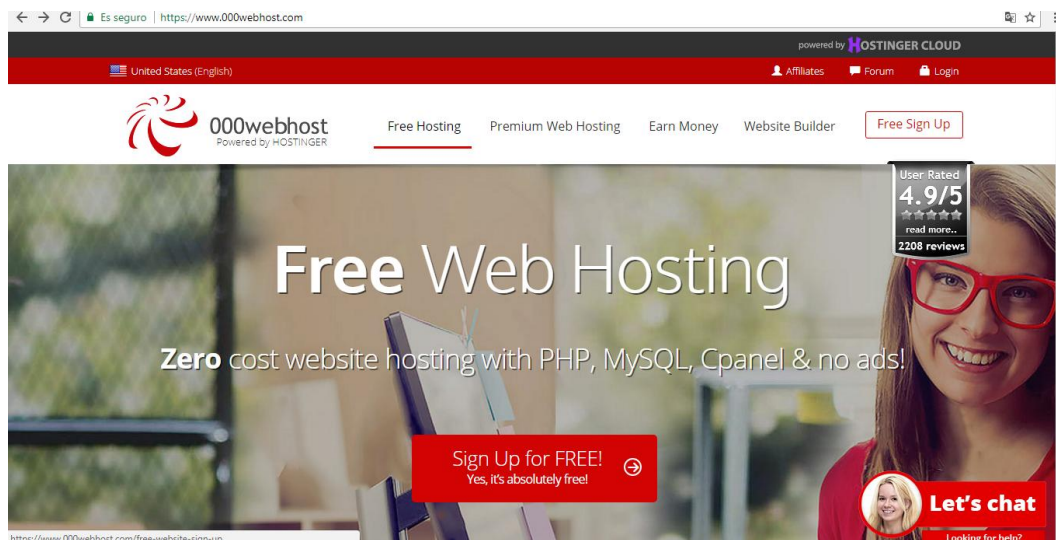 Es seguro | https://www.000webhost.com
powered by HOSTINGER CLOUD
United States (English)
Affiliates
Forum
Login
000webhost
Powered by HOSTINGER
Free Hosting
Premium Web Hosting
Earn Money
Website Builder
Free Sign Up
User Rated
4.9/5
read more..
2208 reviews
Free Web Hosting
Zero cost website hosting with PHP, MySQL, Cpanel & no ads!
Sign Up for FREE!
Yes, it's absolutely free!
Let's chat
Looking for help?
https://www.000webhost.com/free-website-sign-up